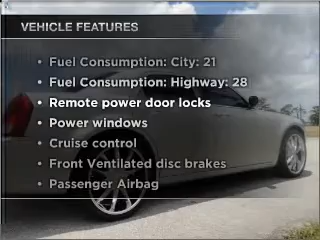 VEHICLE FEATURES
• Fuel Consumption: City: 21
• Fuel Consumption: Highway: 28
• Remote power door locks
• Power windows
• Cruise control
• Front Ventilated disc brakes
• Passenger Airbag